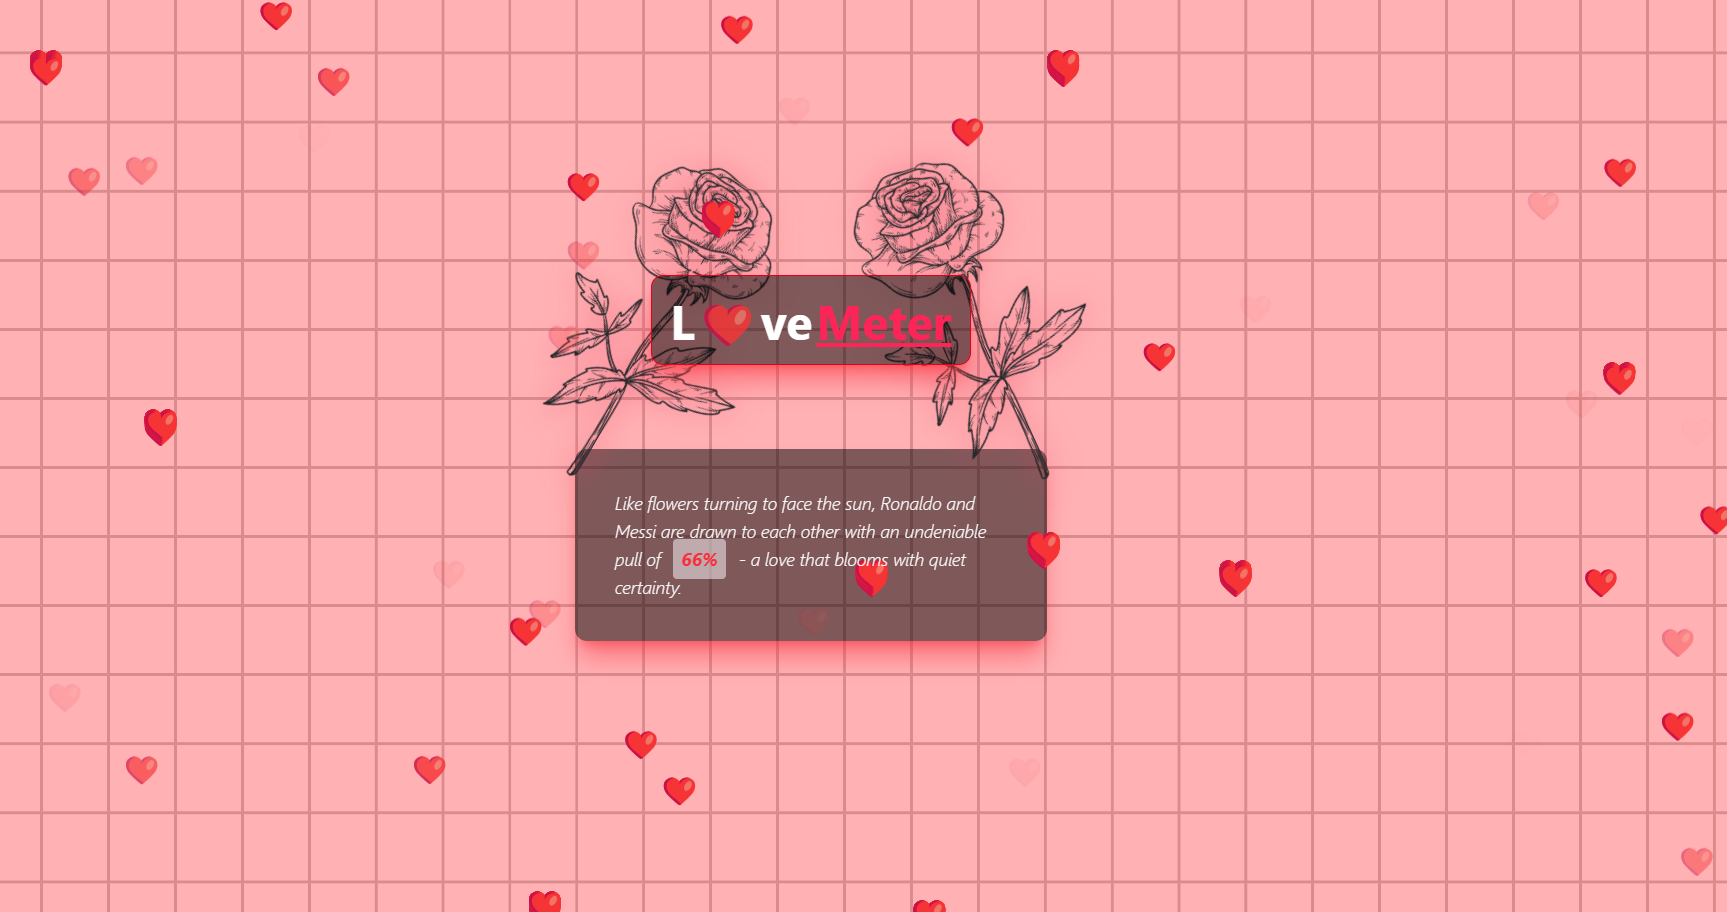 L❤️ve Meter
Like flowers turning to face the sun, Ronaldo and
Messi are drawn to each other with an undeniable
pull of 66% - a love that blooms with quiet
certainty.